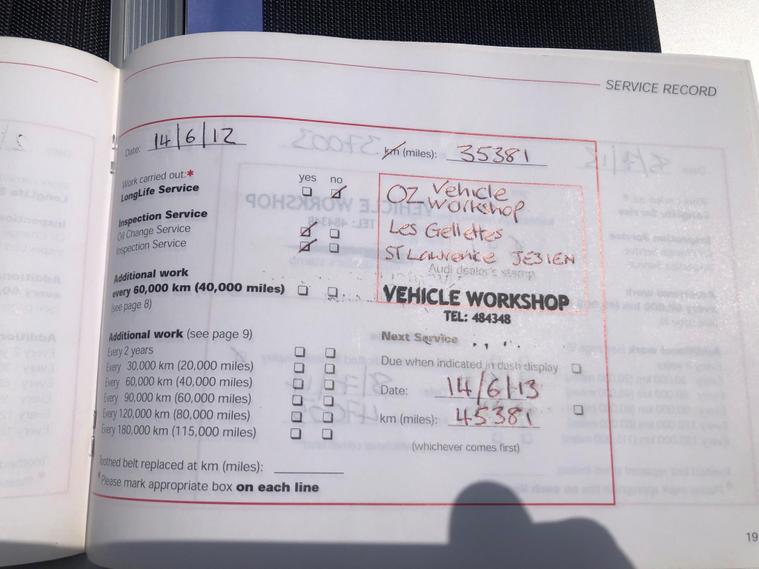 SERVICE RECORD
Date: 14/6/12 km (miles): 35381
Work carried out:* yes no
LongLife Service
Inspection Service
Oil Change Service
Inspection Service
Additional work
every 60,000 km (40,000 miles)
(see page 8)
Additional work (see page 9)
Every 2 years
Every 30,000 km (20,000 miles)
Every 60,000 km (40,000 miles)
Every 90,000 km (60,000 miles)
Every 120,000 km (80,000 miles)
Every 180,000 km (115,000 miles)
Toothed belt replaced at km (miles):
*Please mark appropriate box on each line
OZ Vehicle
Workshop
Les Gellettes
ST Lawrence JERSEY
Audi dealer's stamp
VEHICLE WORKSHOP
TEL: 484348
Next Service
Due when indicated in dash display
Date: 14/6/13
km (miles): 45381
(whichever comes first)
19